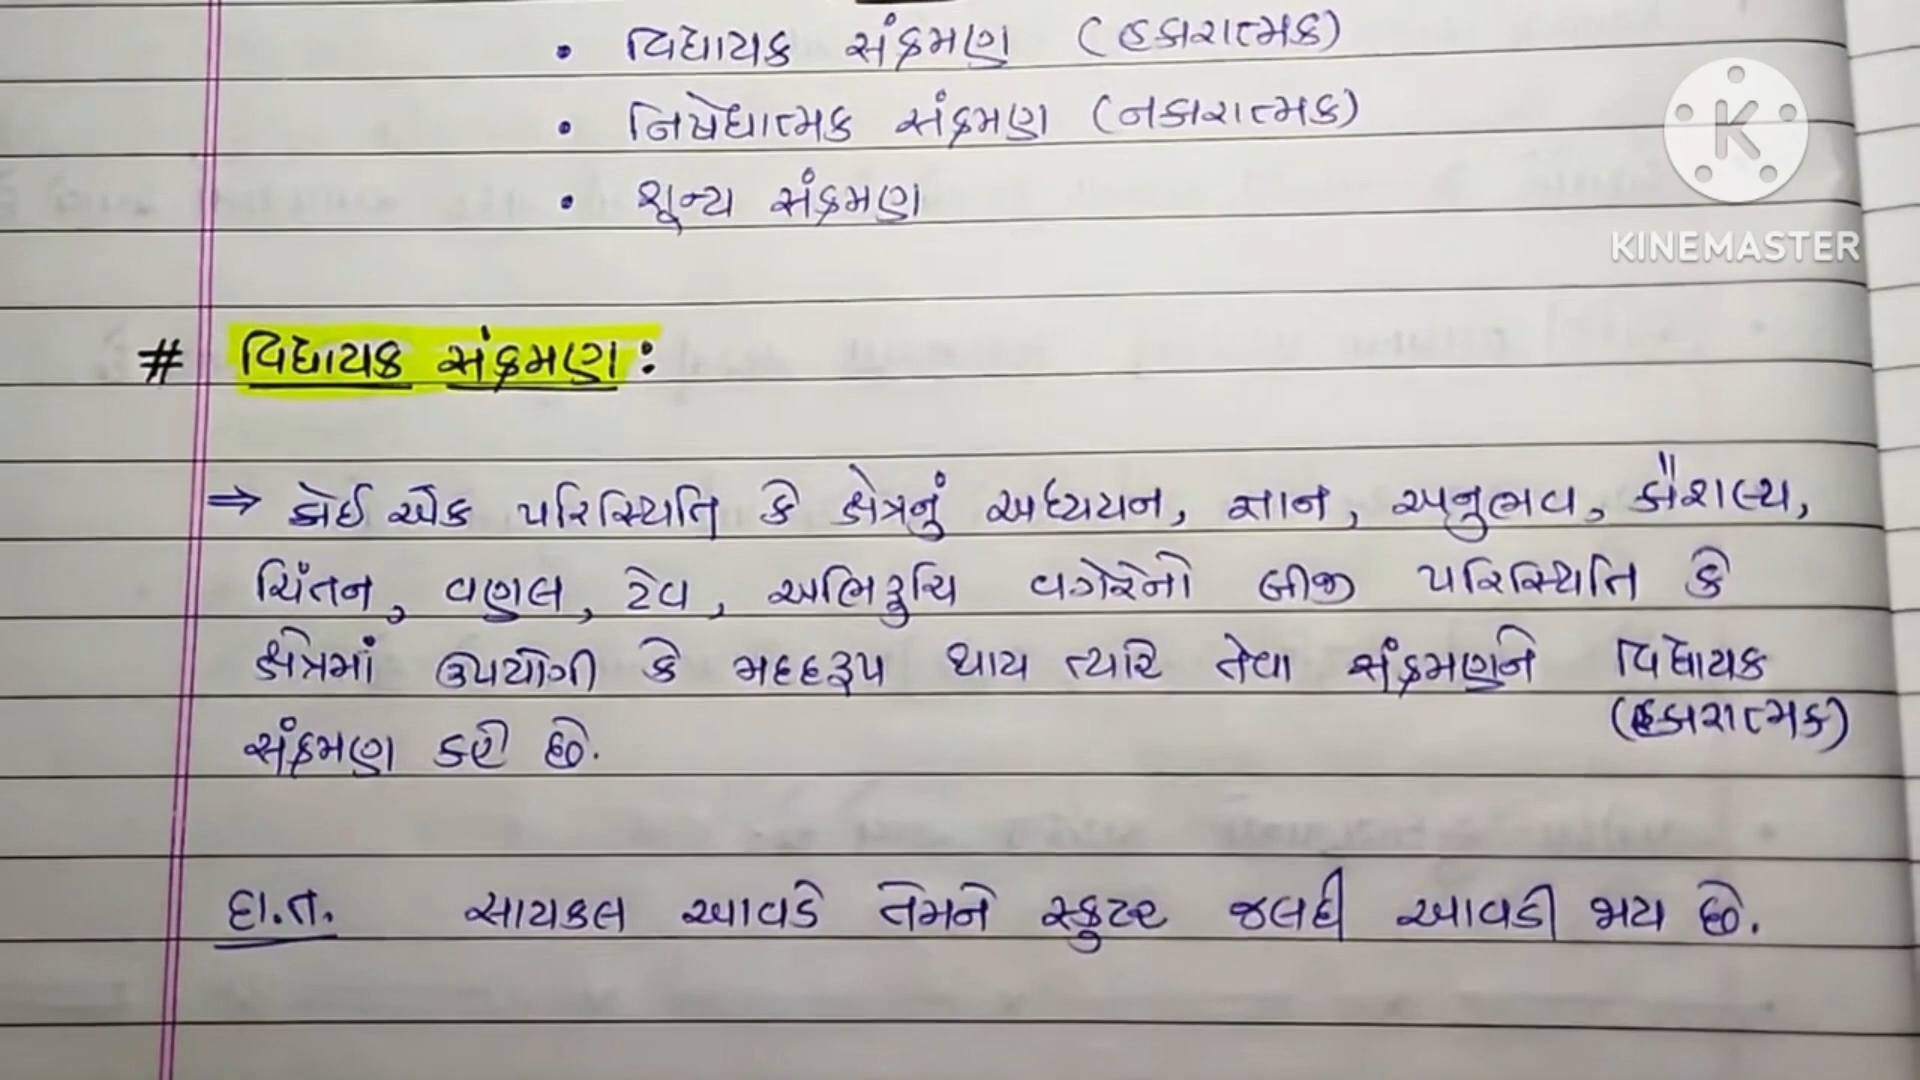 • વિધાયક સંક્રમણ (હકારાત્મક)
• નિષેધાત્મક સંક્રમણ (નકારાત્મક)
• શૂન્ય સંક્રમણ
K
KINEMASTER
# વિધાયક સંક્રમણ :
⇒ કોઈ એક પરિસ્થિતિ કે ક્ષેત્રનું અધ્યયન, જ્ઞાન, અનુભવ, કૌશલ્ય,
ચિંતન, વણલ, ટેવ, અભિરુચિ વગેરેનો બીજી પરિસ્થિતિ કે
ક્ષેત્રમાં ઉપયોગી કે મદદરૂપ થાય ત્યારે તેવા સંક્રમણને વિધાયક
(હકારાત્મક)
સંક્રમણ કહે છે.
દા.ત. સાયકલ આવડે તેમને સ્કુટર જલદી આવડી જાય છે.